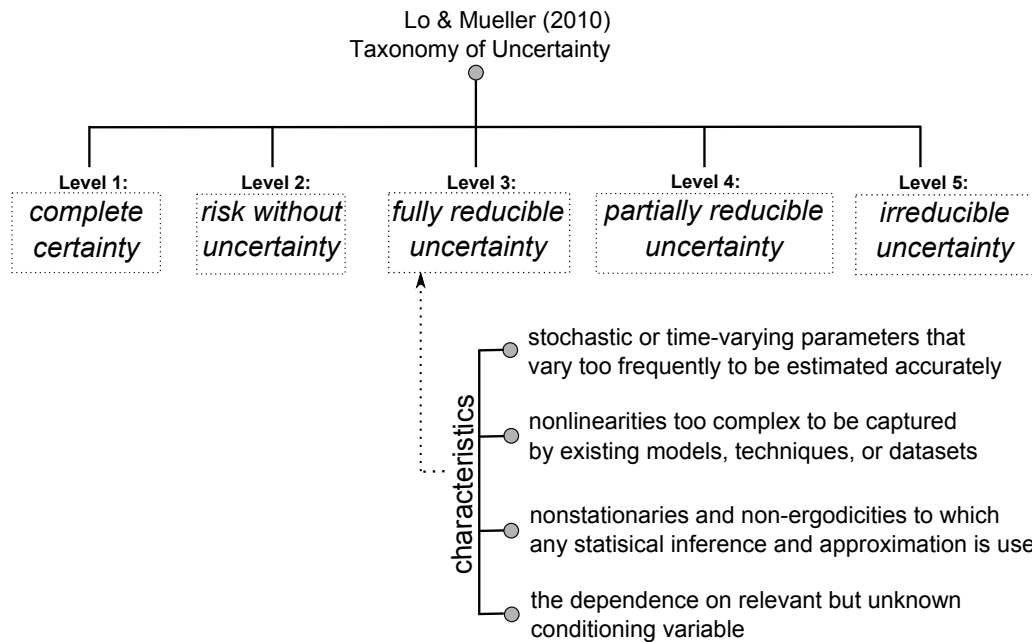 Lo & Mueller (2010)
Taxonomy of Uncertainty
Level 1:
complete
certainty
Level 2:
risk without
uncertainty
Level 3:
fully reducible
uncertainty
Level 4:
partially reducible
uncertainty
Level 5:
irreducible
uncertainty
characteristics
stochastic or time-varying parameters that
vary too frequently to be estimated accurately
nonlinearities too complex to be captured
by existing models, techniques, or datasets
nonstationaries and non-ergodicities to which
any statisical inference and approximation is use
the dependence on relevant but unknown
conditioning variable